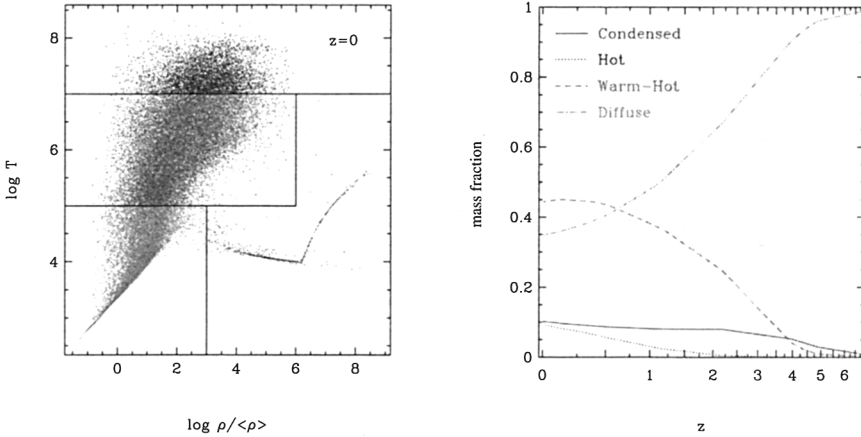 z=0
log T
8
6
4
0 2 4 6 8
log ρ/<ρ>
Condensed
Hot
Warm-Hot
Diffuse
mass fraction
1
0.8
0.6
0.4
0.2
0
0 1 2 3 4 5 6
z